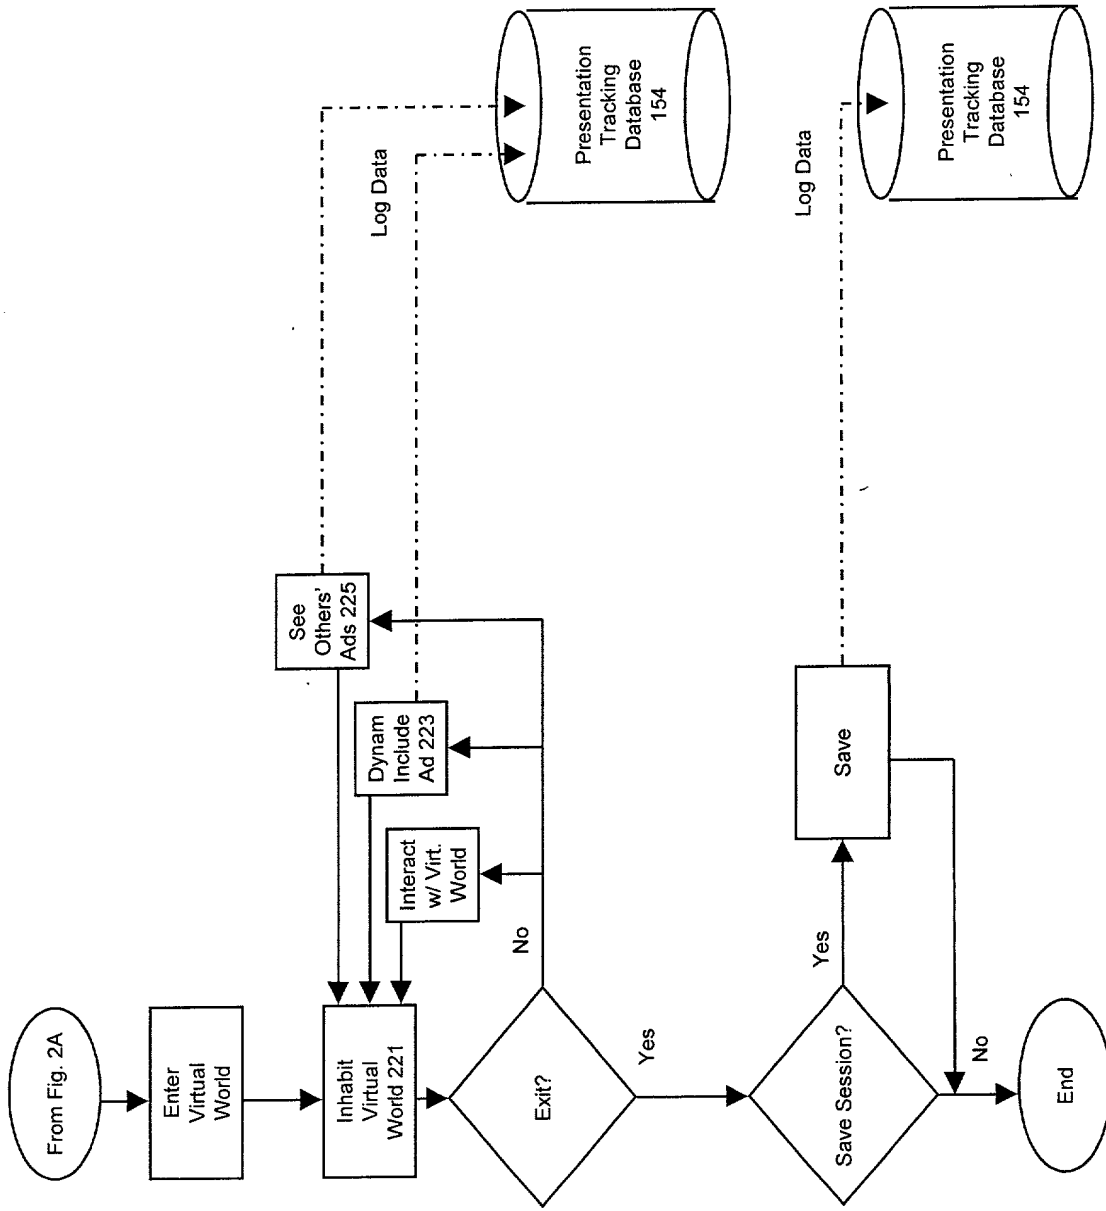 From Fig. 2A
Enter
Virtual
World
Inhabit
Virtual
World 221
Interact
w/ Virt.
World
Dynam
Include
Ad 223
See
Others'
Ads 225
Log Data
Presentation
Tracking
Database
154
Exit?
No
Yes
Save Session?
Yes
Save
Log Data
Presentation
Tracking
Database
154
No
End